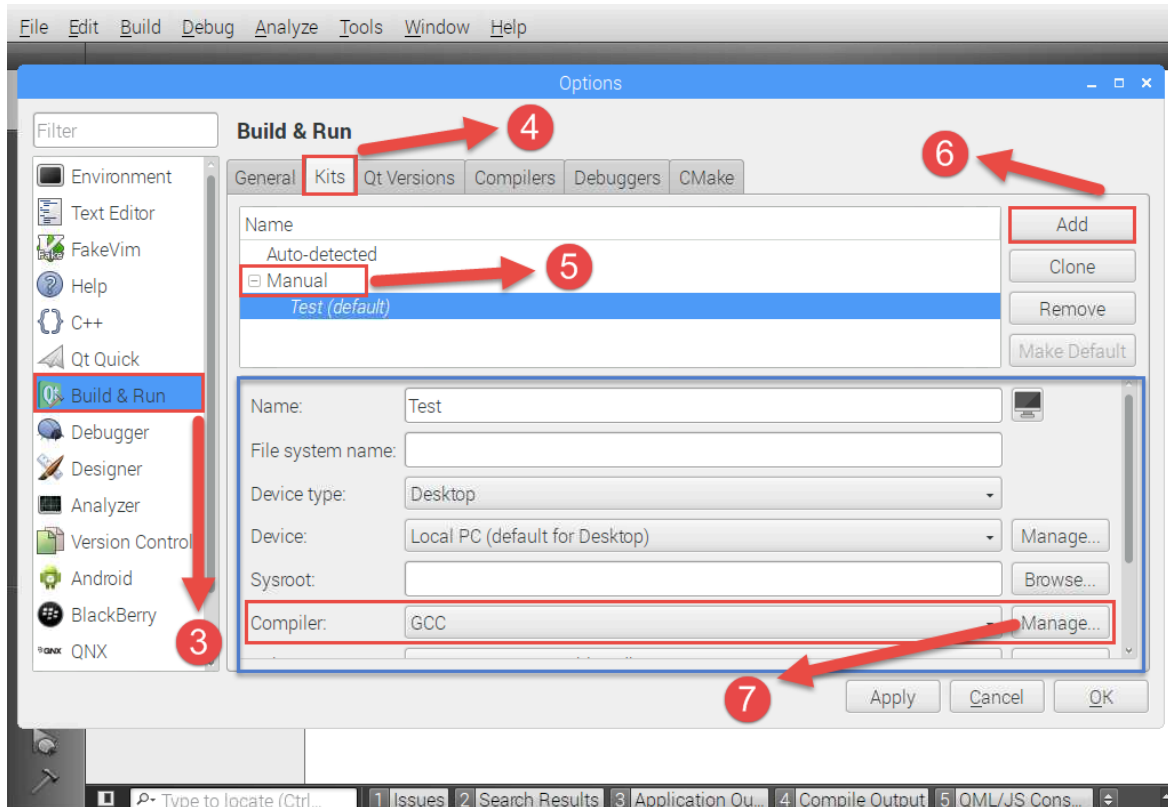 File Edit Build Debug Analyze Tools Window Help
Options
Filter
Build & Run
4
6
Environment
Text Editor
FakeVim
Help
C++
Qt Quick
Build & Run
Debugger
Designer
Analyzer
Version Control
Android
BlackBerry
QNX
3
General Kits Qt Versions Compilers Debuggers CMake
Name
Auto-detected
Manual
5
Test (default)
Add
Clone
Remove
Make Default
Name: Test
File system name:
Device type: Desktop
Device: Local PC (default for Desktop) Manage...
Sysroot: Browse...
Compiler: GCC Manage...
7
Apply Cancel OK
Type to locate (Ctrl... 1 Issues 2 Search Results 3 Application Ou... 4 Compile Output 5 QML/JS Cons...